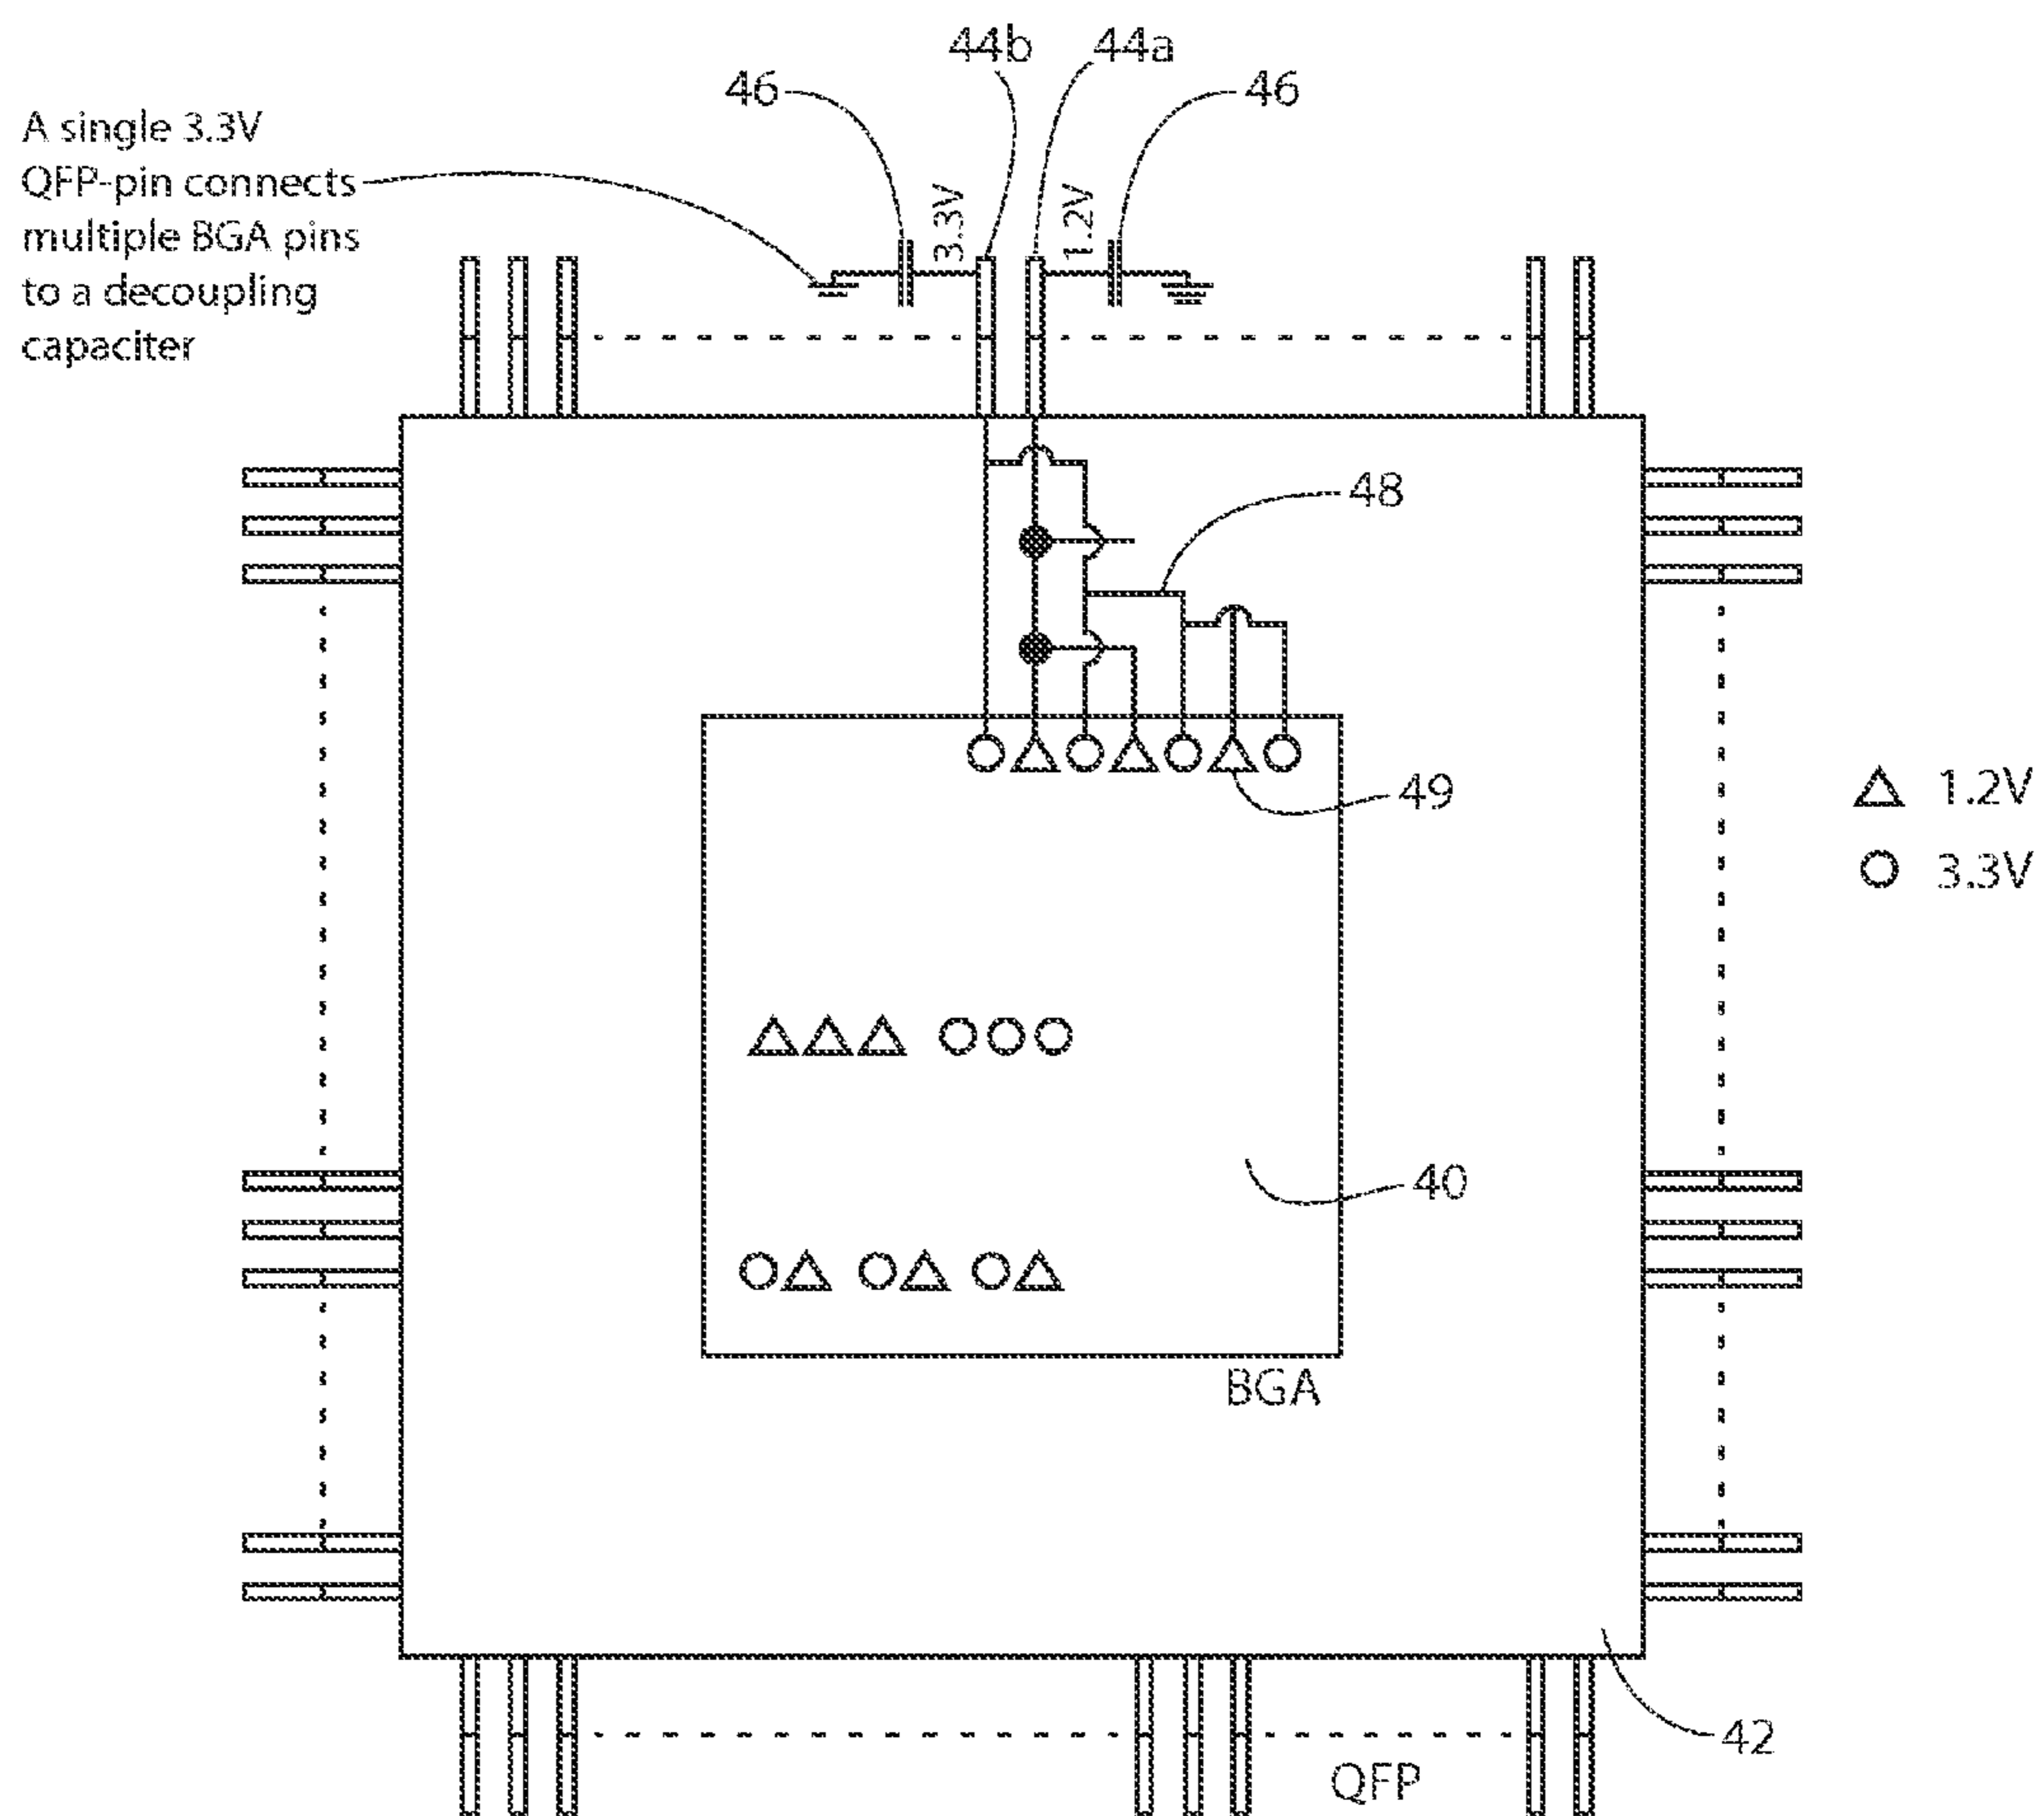 44b
44a
46
46
A single 3.3V
QFP-pin connects
multiple BGA pins
to a decoupling
capaciter
3.3V
1.2V
48
49
1.2V
3.3V
40
BGA
42
QFP